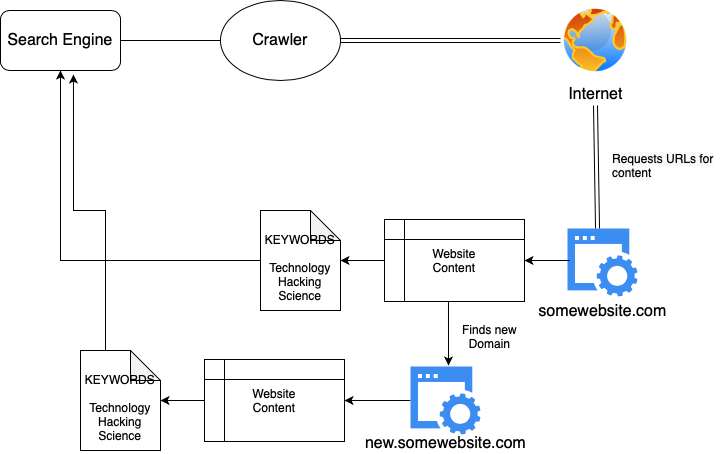 Search Engine
Crawler
Internet
Requests URLs for
content
KEYWORDS
Technology
Hacking
Science
Website
Content
somewebsite.com
Finds new
Domain
KEYWORDS
Technology
Hacking
Science
Website
Content
new.somewebsite.com